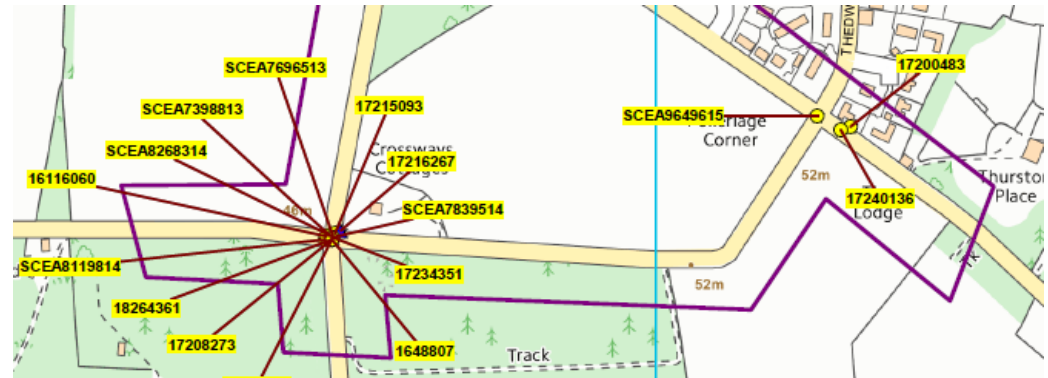 SCEA7696513
THEDW
17200483
SCEA7398813
17215093
SCEA9649615
Corner
Crossways
Cottages
17216267
SCEA8268314
16116060
52m
Thurston
Place
17240136
Lodge
46m
SCEA7839514
SCEA8119814
17234351
52m
18264361
17208273
1648807
Track